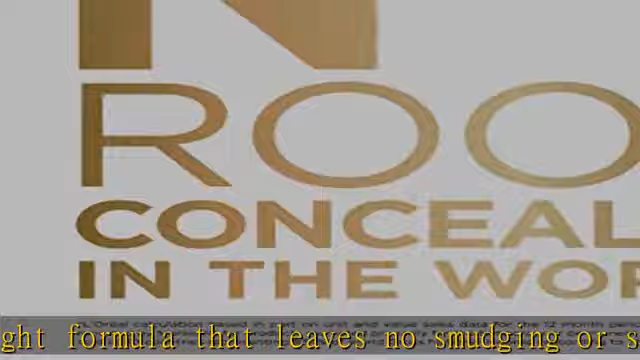 N
ROO
CONCEAL
IN THE WOR
ght formula that leaves no smudging or s